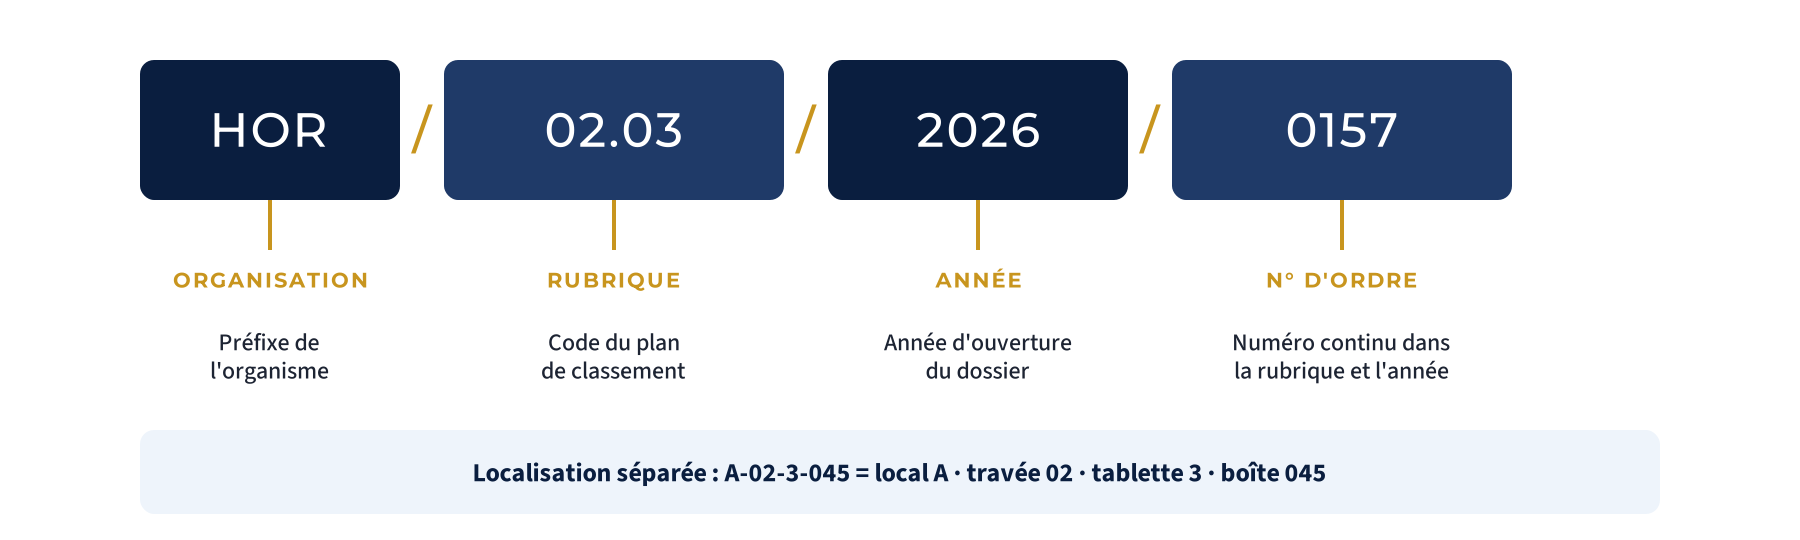 HOR / 02.03 / 2026 / 0157
ORGANISATION RUBRIQUE ANNÉE N° D'ORDRE
Préfixe de
l'organisme
Code du plan
de classement
Année d'ouverture
du dossier
Numéro continu dans
la rubrique et l'année
Localisation séparée : A-02-3-045 = local A · travée 02 · tablette 3 · boîte 045